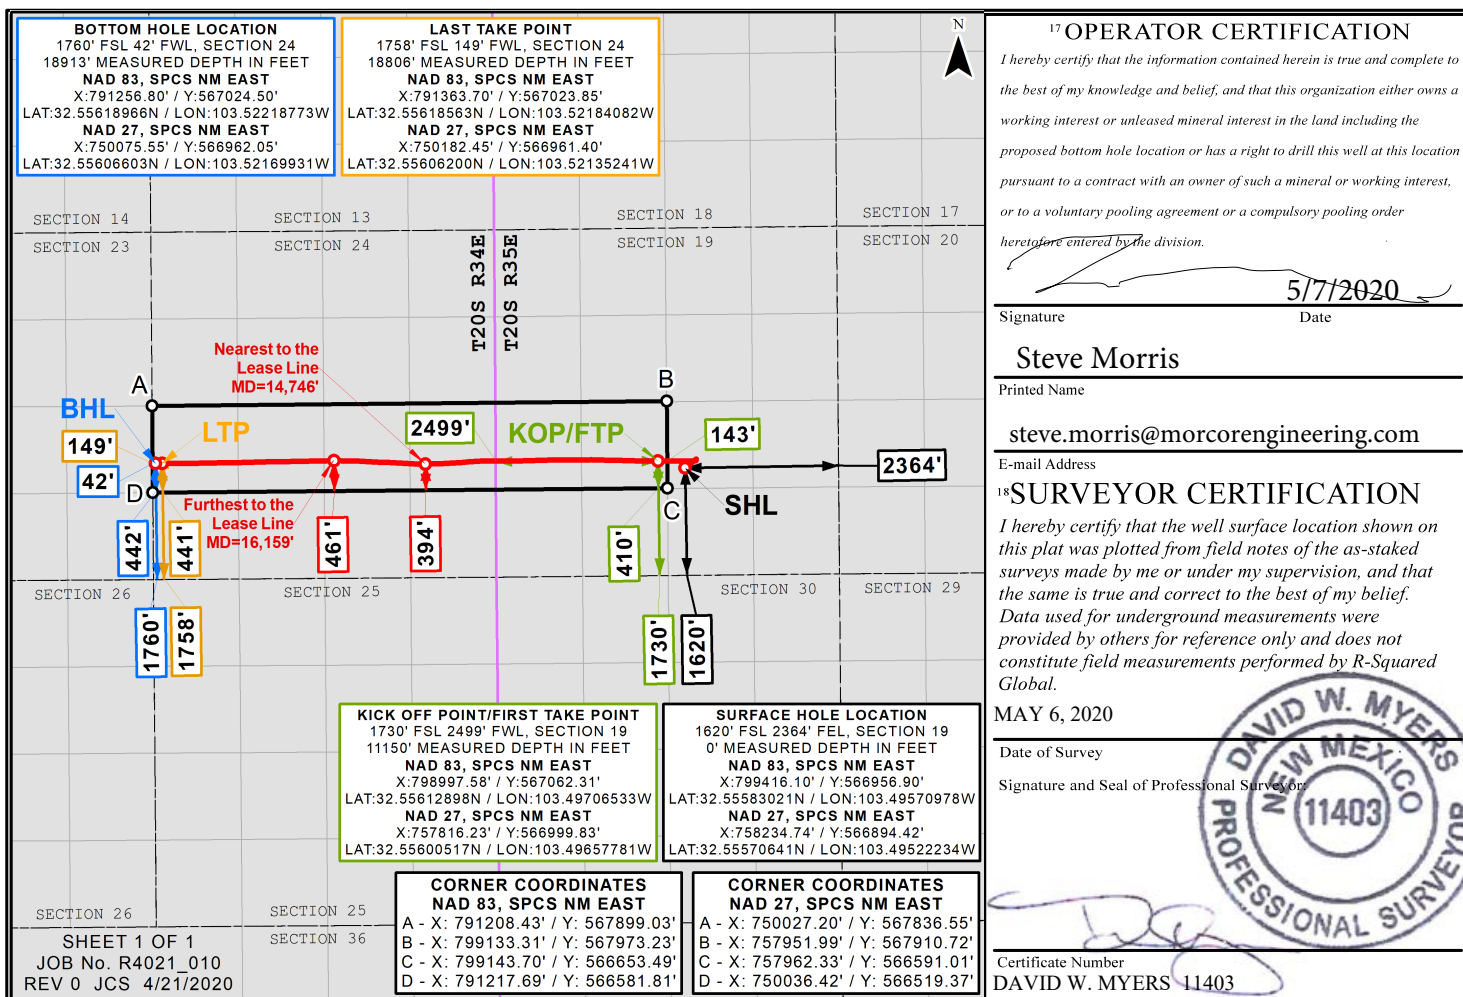 BOTTOM HOLE LOCATION
1760' FSL 42' FWL, SECTION 24
18913' MEASURED DEPTH IN FEET
NAD 83, SPCS NM EAST
X:791256.80' / Y:567024.50'
LAT:32.55618966N / LON:103.52218773W
NAD 27, SPCS NM EAST
X:750075.55' / Y:566962.05'
LAT:32.55606603N / LON:103.52169931W
LAST TAKE POINT
1758' FSL 149' FWL, SECTION 24
18806' MEASURED DEPTH IN FEET
NAD 83, SPCS NM EAST
X:791363.70' / Y:567023.85'
LAT:32.55618563N / LON:103.52184082W
NAD 27, SPCS NM EAST
X:750182.45' / Y:566961.40'
LAT:32.55606200N / LON:103.52135241W
N
SECTION 14
SECTION 13
SECTION 18
SECTION 17
SECTION 23
SECTION 24
SECTION 19
SECTION 20
T20S R34E
T20S R35E
Nearest to the
Lease Line
MD=14,746'
A
B
BHL
LTP
2499'
KOP/FTP
143'
149'
42'
2364'
D
C
SHL
Furthest to the
Lease Line
MD=16,159'
442'
441'
461'
394'
410'
SECTION 26
SECTION 25
SECTION 30
SECTION 29
1760'
1758'
1730'
1620'
KICK OFF POINT/FIRST TAKE POINT
1730' FSL 2499' FWL, SECTION 19
11150' MEASURED DEPTH IN FEET
NAD 83, SPCS NM EAST
X:798997.58' / Y:567062.31'
LAT:32.55612898N / LON:103.49706533W
NAD 27, SPCS NM EAST
X:757816.23' / Y:566999.83'
LAT:32.55600517N / LON:103.49657781W
SURFACE HOLE LOCATION
1620' FSL 2364' FEL, SECTION 19
0' MEASURED DEPTH IN FEET
NAD 83, SPCS NM EAST
X:799416.10' / Y:566956.90'
LAT:32.55583021N / LON:103.49570978W
NAD 27, SPCS NM EAST
X:758234.74' / Y:566894.42'
LAT:32.55570641N / LON:103.49522234W
CORNER COORDINATES
NAD 83, SPCS NM EAST
A - X: 791208.43' / Y: 567899.03'
B - X: 799133.31' / Y: 567973.23'
C - X: 799143.70' / Y: 566653.49'
D - X: 791217.69' / Y: 566581.81'
CORNER COORDINATES
NAD 27, SPCS NM EAST
A - X: 750027.20' / Y: 567836.55'
B - X: 757951.99' / Y: 567910.72'
C - X: 757962.33' / Y: 566591.01'
D - X: 750036.42' / Y: 566519.37'
SECTION 26
SECTION 25
SECTION 36
SHEET 1 OF 1
JOB No. R4021_010
REV 0 JCS 4/21/2020
17 OPERATOR CERTIFICATION
I hereby certify that the information contained herein is true and complete to
the best of my knowledge and belief, and that this organization either owns a
working interest or unleased mineral interest in the land including the
proposed bottom hole location or has a right to drill this well at this location
pursuant to a contract with an owner of such a mineral or working interest,
or to a voluntary pooling agreement or a compulsory pooling order
heretofore entered by the division.
5/7/2020
Signature Date
Steve Morris
Printed Name
steve.morris@morcorengineering.com
E-mail Address
18 SURVEYOR CERTIFICATION
I hereby certify that the well surface location shown on
this plat was plotted from field notes of the as-staked
surveys made by me or under my supervision, and that
the same is true and correct to the best of my belief.
Data used for underground measurements were
provided by others for reference only and does not
constitute field measurements performed by R-Squared
Global.
MAY 6, 2020
Date of Survey
Signature and Seal of Professional Surveyor:
DAVID W. MYERS
NEW MEXICO
11403
PROFESSIONAL SURVEYOR
Certificate Number
DAVID W. MYERS 11403